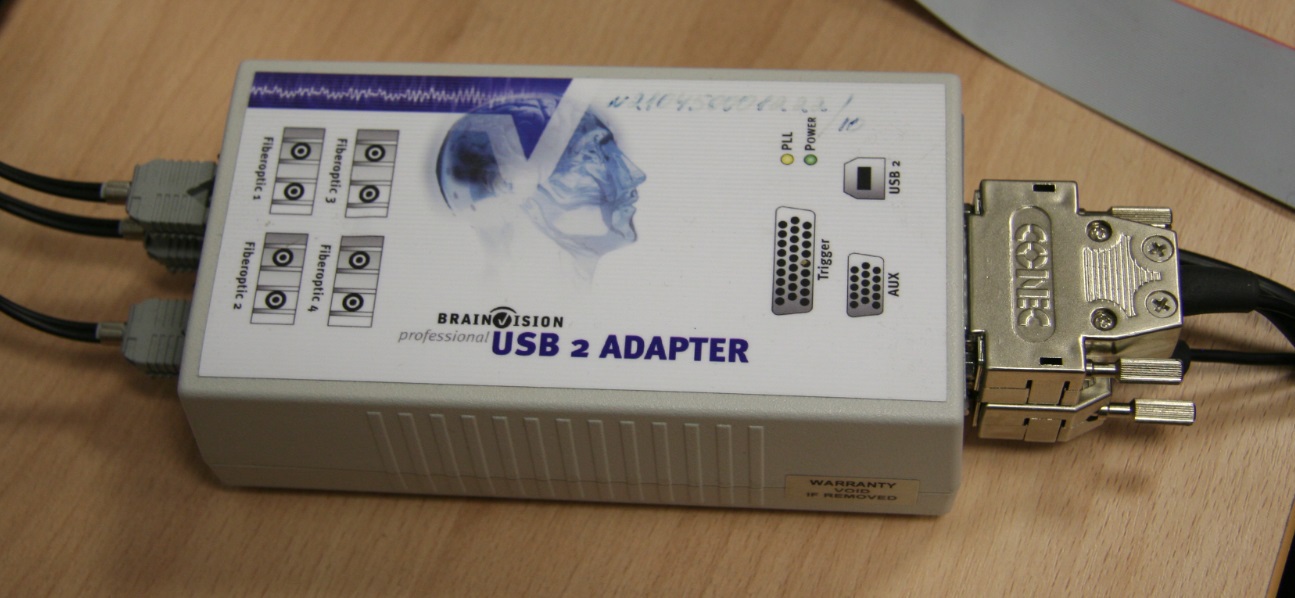 Fiberoptic 1
Fiberoptic 3
Fiberoptic 2
Fiberoptic 4
PLL
POWER
USB 2
Trigger
AUX
BRAINVISION
professional USB 2 ADAPTER
CONEC
WARRANTY
VOID
IF REMOVED